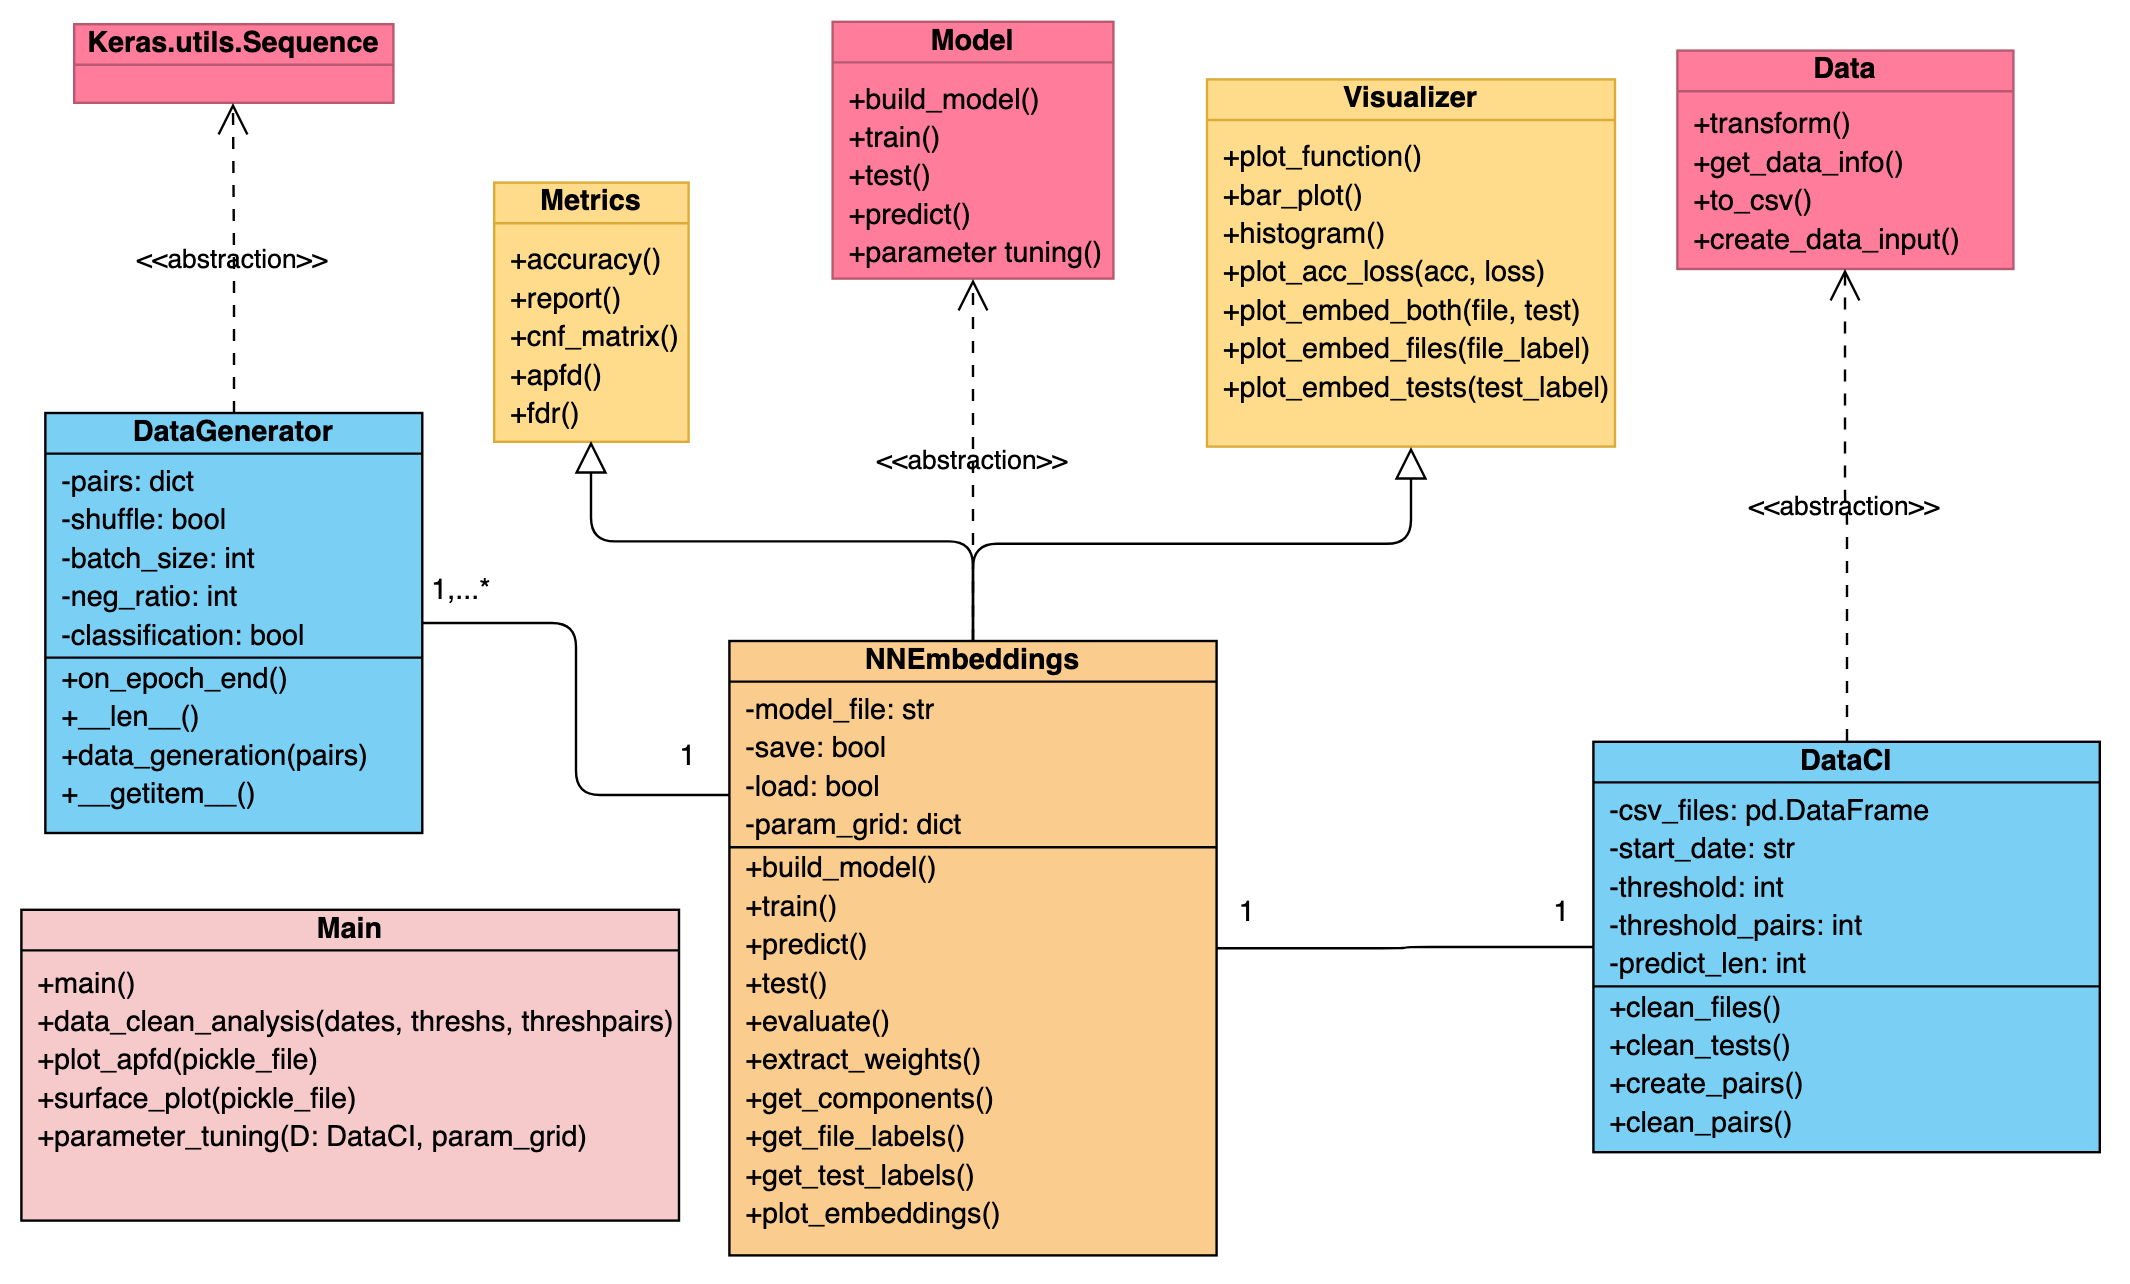 Keras.utils.Sequence
<<abstraction>>
DataGenerator
-pairs: dict
-shuffle: bool
-batch_size: int
-neg_ratio: int
-classification: bool
+on_epoch_end()
+__len__()
+data_generation(pairs)
+__getitem__()
1,...*
1
Metrics
+accuracy()
+report()
+cnf_matrix()
+apfd()
+fdr()
Model
+build_model()
+train()
+test()
+predict()
+parameter tuning()
<<abstraction>>
Visualizer
+plot_function()
+bar_plot()
+histogram()
+plot_acc_loss(acc, loss)
+plot_embed_both(file, test)
+plot_embed_files(file_label)
+plot_embed_tests(test_label)
Data
+transform()
+get_data_info()
+to_csv()
+create_data_input()
<<abstraction>>
NNEmbeddings
-model_file: str
-save: bool
-load: bool
-param_grid: dict
+build_model()
+train()
+predict()
+test()
+evaluate()
+extract_weights()
+get_components()
+get_file_labels()
+get_test_labels()
+plot_embeddings()
1
1
DataCI
-csv_files: pd.DataFrame
-start_date: str
-threshold: int
-threshold_pairs: int
-predict_len: int
+clean_files()
+clean_tests()
+create_pairs()
+clean_pairs()
Main
+main()
+data_clean_analysis(dates, threshs, threshpairs)
+plot_apfd(pickle_file)
+surface_plot(pickle_file)
+parameter_tuning(D: DataCI, param_grid)